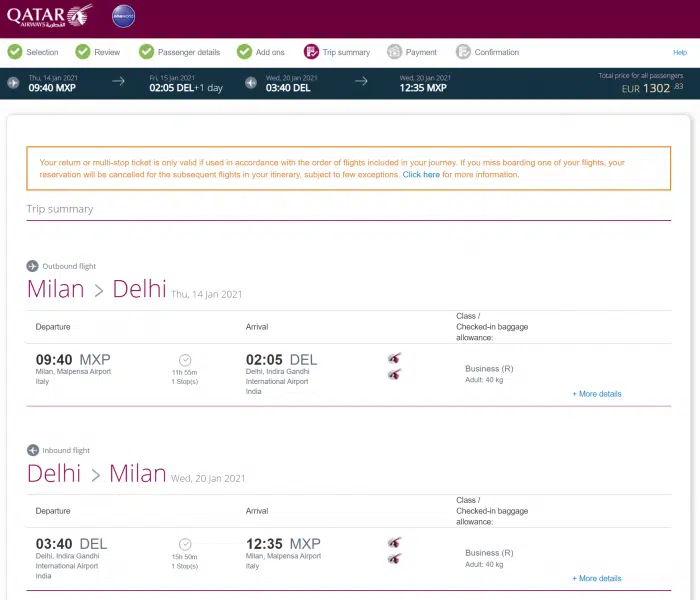 QATAR
AIRWAYS القطرية
oneworld
Selection
Review
Passenger details
Add ons
Trip summary
Payment
Confirmation
Help
Thu, 14 Jan 2021
09:40 MXP
Fri, 15 Jan 2021
02:05 DEL+1 day
Wed, 20 Jan 2021
03:40 DEL
Wed, 20 Jan 2021
12:35 MXP
Total price for all passengers
EUR 1302 .83
Your return or multi-stop ticket is only valid if used in accordance with the order of flights included in your journey. If you miss boarding one of your flights, your
reservation will be cancelled for the subsequent flights in your itinerary, subject to few exceptions. Click here for more information.
Trip summary
Outbound flight
Milan > Delhi Thu, 14 Jan 2021
Departure
Arrival
Class /
Checked-in baggage
allowance:
09:40 MXP
Milan, Malpensa Airport
Italy
11h 55m
1 Stop(s)
02:05 DEL
Delhi, Indira Gandhi
International Airport
India
Business (R)
Adult: 40 kg
+ More details
Inbound flight
Delhi > Milan Wed, 20 Jan 2021
Departure
Arrival
Class /
Checked-in baggage
allowance:
03:40 DEL
Delhi, Indira Gandhi
International Airport
India
15h 50m
1 Stop(s)
12:35 MXP
Milan, Malpensa Airport
Italy
Business (R)
Adult: 40 kg
+ More details